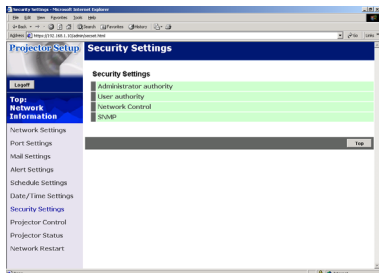 Security Settings - Microsoft Internet Explorer
File Edit View Favorites Tools Help
Back Search Favorites History
Address Go Links
Projector Setup
Security Settings
Logoff
Top:
Network
Information
Network Settings
Port Settings
Mail Settings
Alert Settings
Schedule Settings
Date/Time Settings
Security Settings
Projector Control
Projector Status
Network Restart
Security Settings
Administrator authority
User authority
Network Control
SNMP
Top